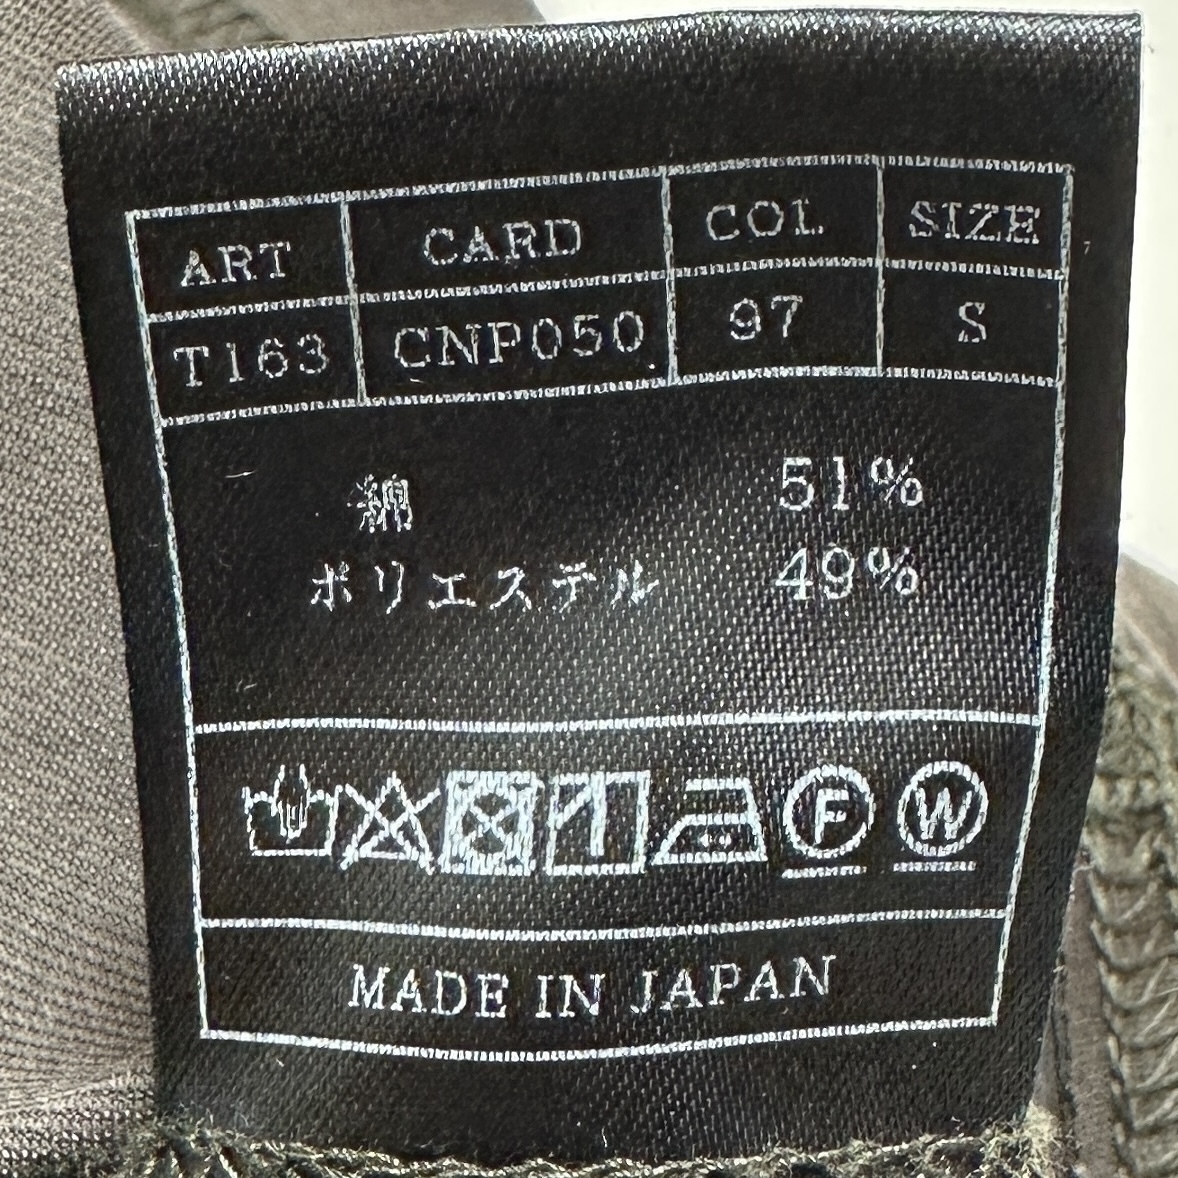 ART CARD COL. SIZE
T163 CNP050 97 S
綿 51%
ポリエステル 49%
F W
MADE IN JAPAN